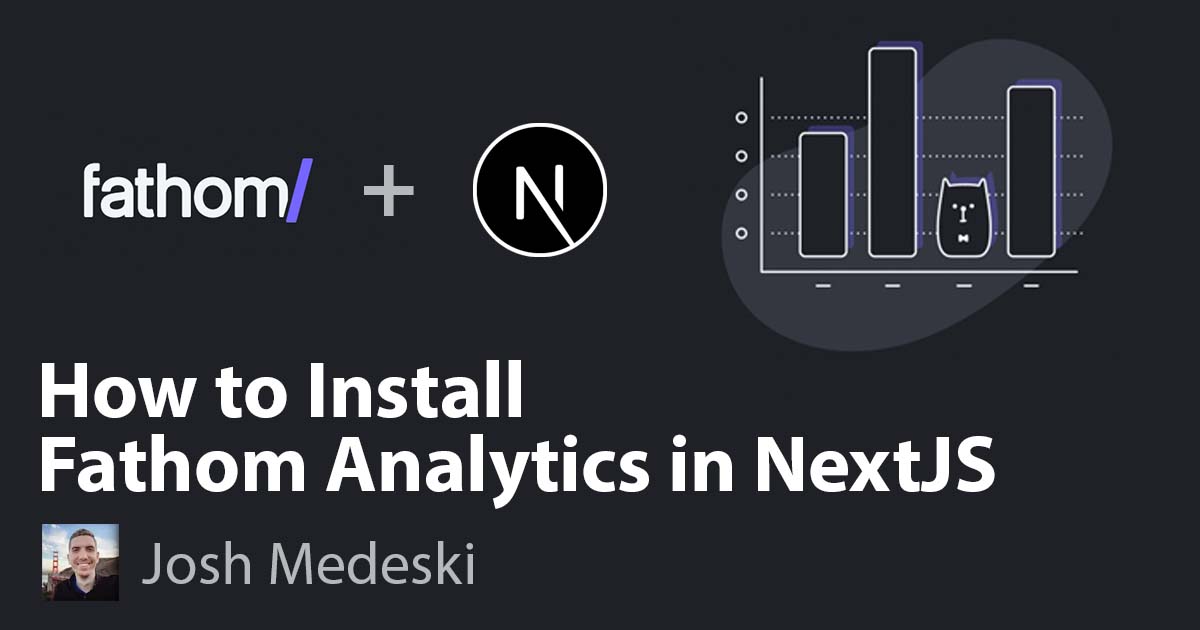 fathom/
+
N
How to Install
Fathom Analytics in NextJS
Josh Medeski